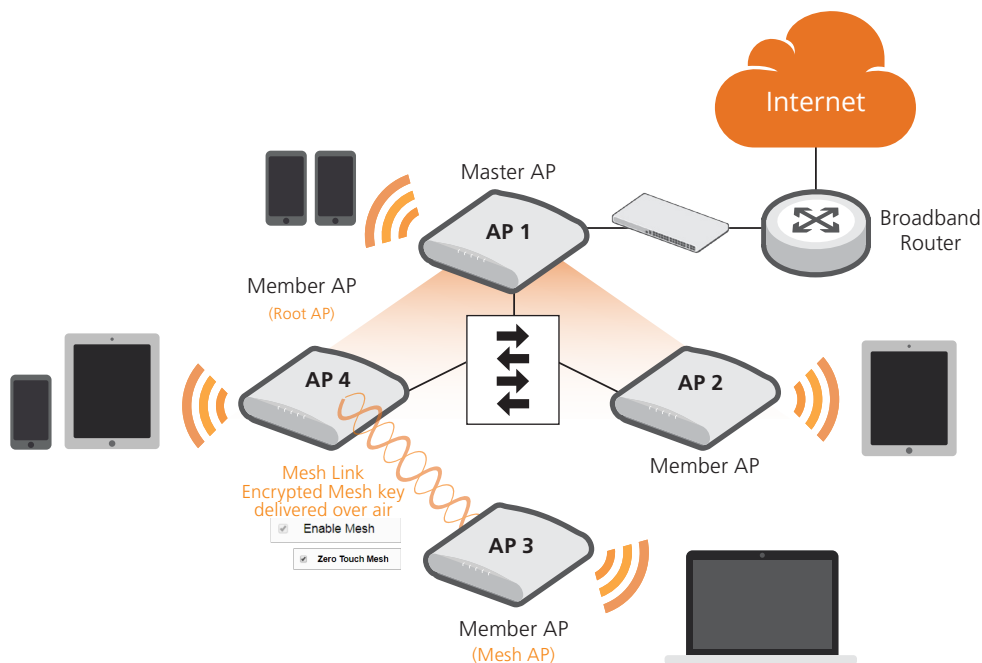 Internet
Master AP
AP 1
Broadband
Router
Member AP
(Root AP)
AP 4
AP 2
Member AP
Mesh Link
Encrypted Mesh key
delivered over air
Enable Mesh
Zero Touch Mesh
AP 3
Member AP
(Mesh AP)